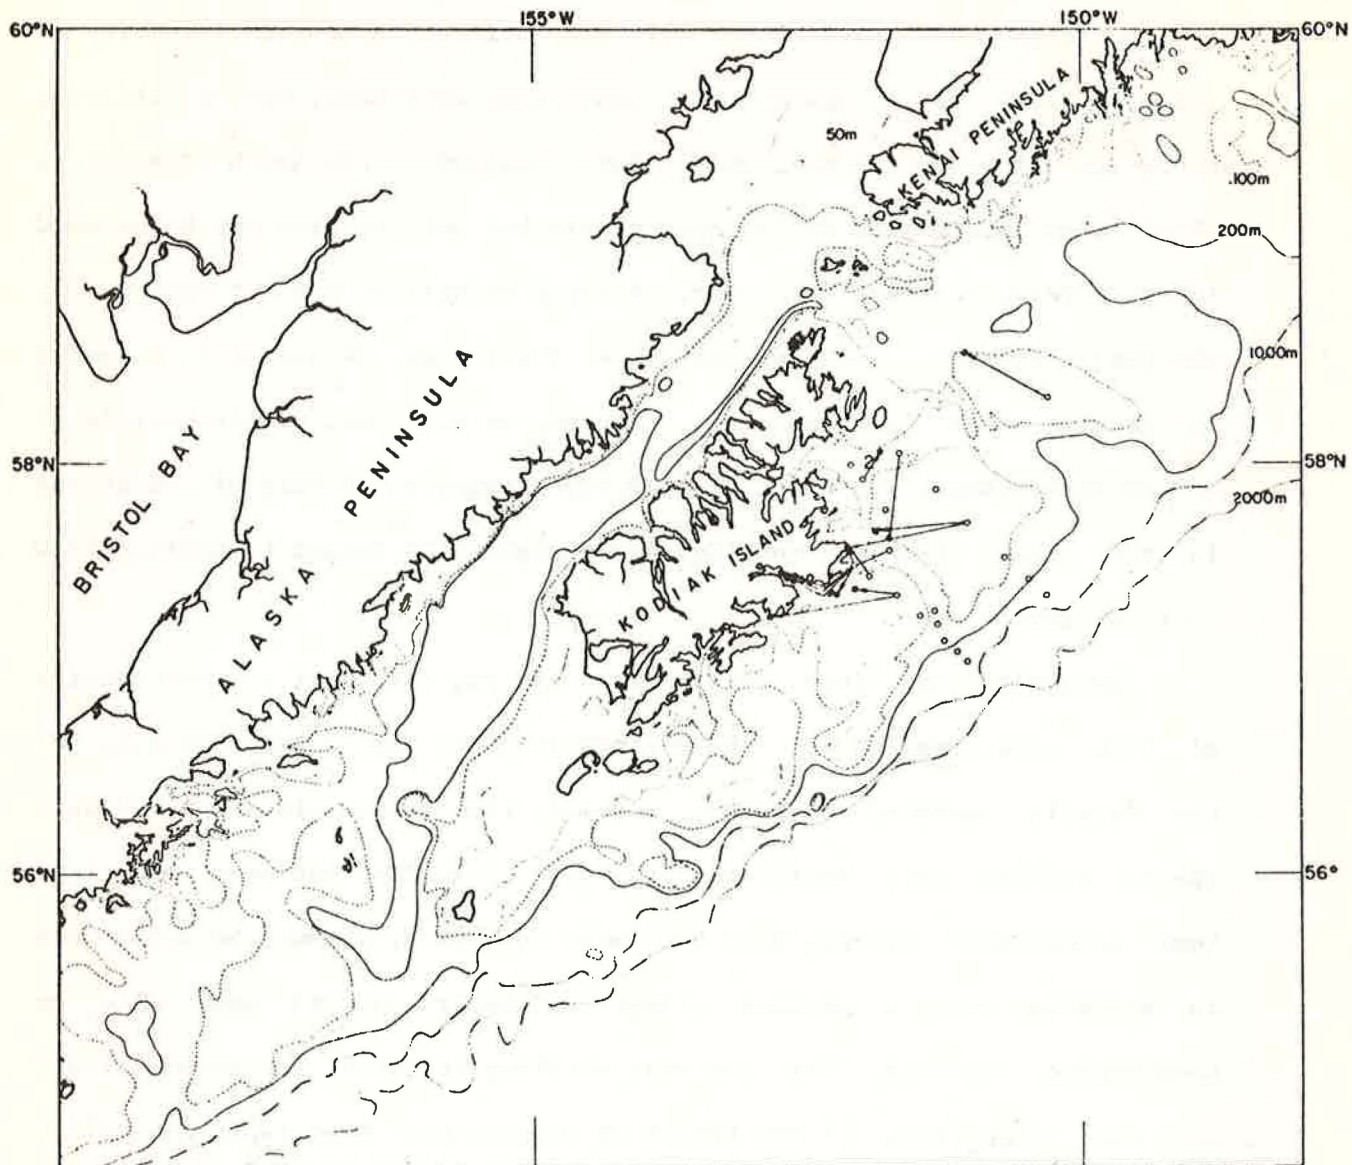 155°W
150°W
60°N
60°N
50m
KENAI PENINSULA
100m
200m
1000m
2000m
58°N
58°N
BRISTOL BAY
ALASKA PENINSULA
KODIAK ISLAND
56°N
56°